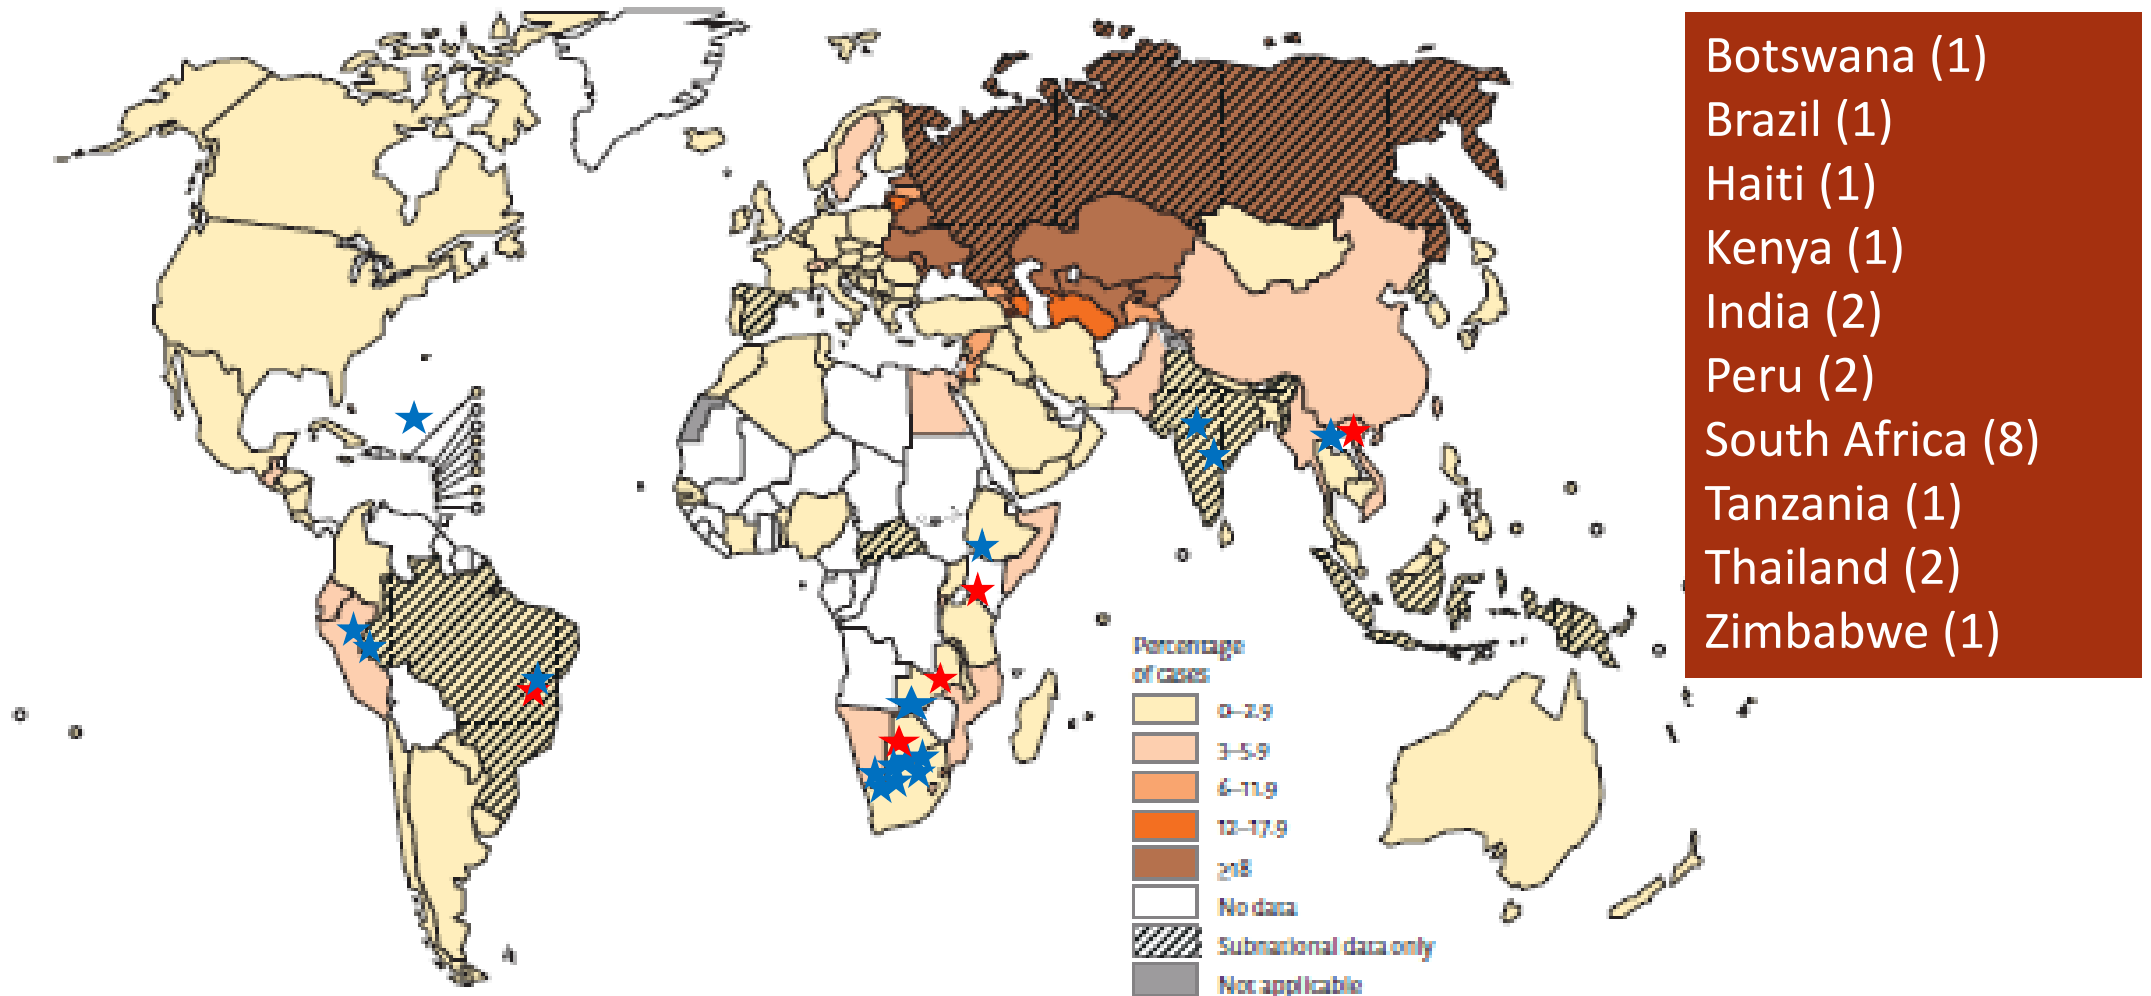 Botswana (1)
Brazil (1)
Haiti (1)
Kenya (1)
India (2)
Peru (2)
South Africa (8)
Tanzania (1)
Thailand (2)
Zimbabwe (1)
Percentage
of cases
0–2.9
3–5.9
6–11.9
12–17.9
≥18
No data
Subnational data only
Not applicable